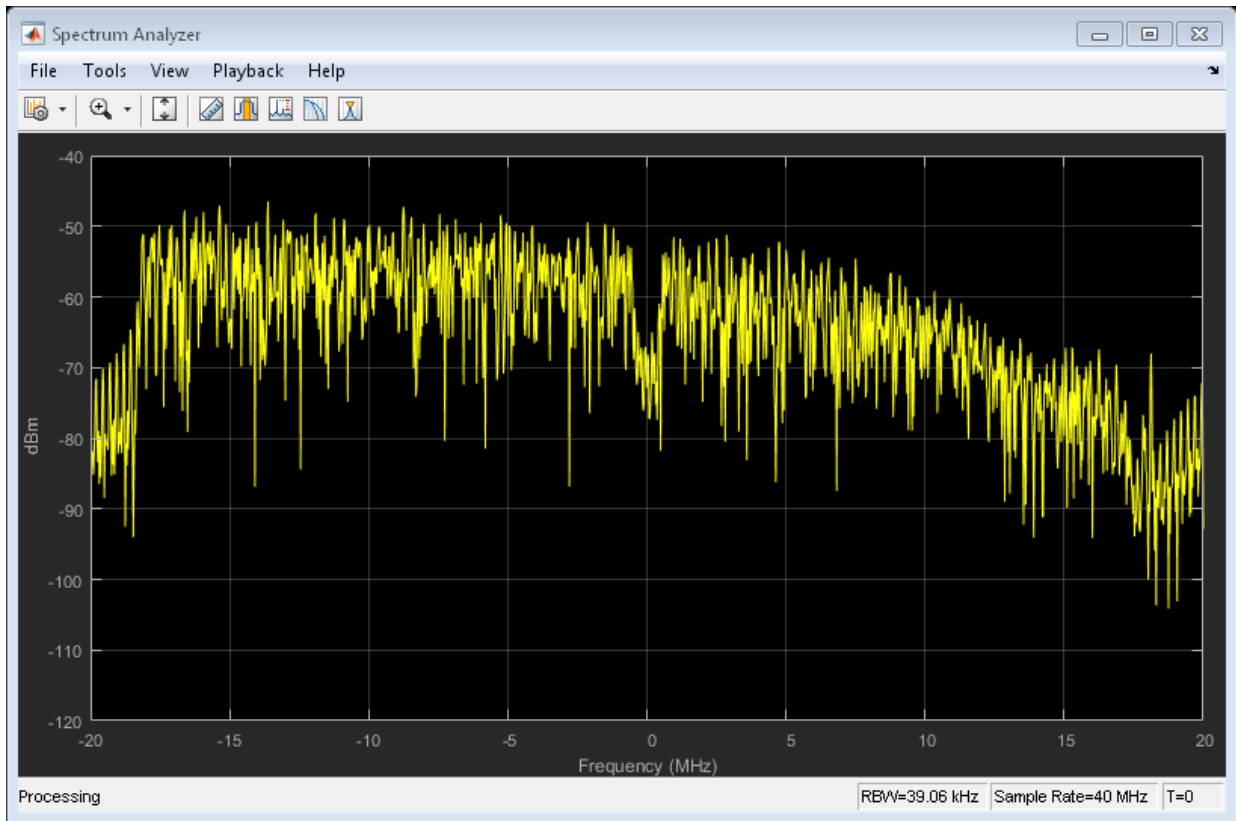 Spectrum Analyzer
File Tools View Playback Help
-40
-50
-60
-70
-80
-90
-100
-110
-120
dBm
-20 -15 -10 -5 0 5 10 15 20
Frequency (MHz)
Processing RBW=39.06 kHz Sample Rate=40 MHz T=0